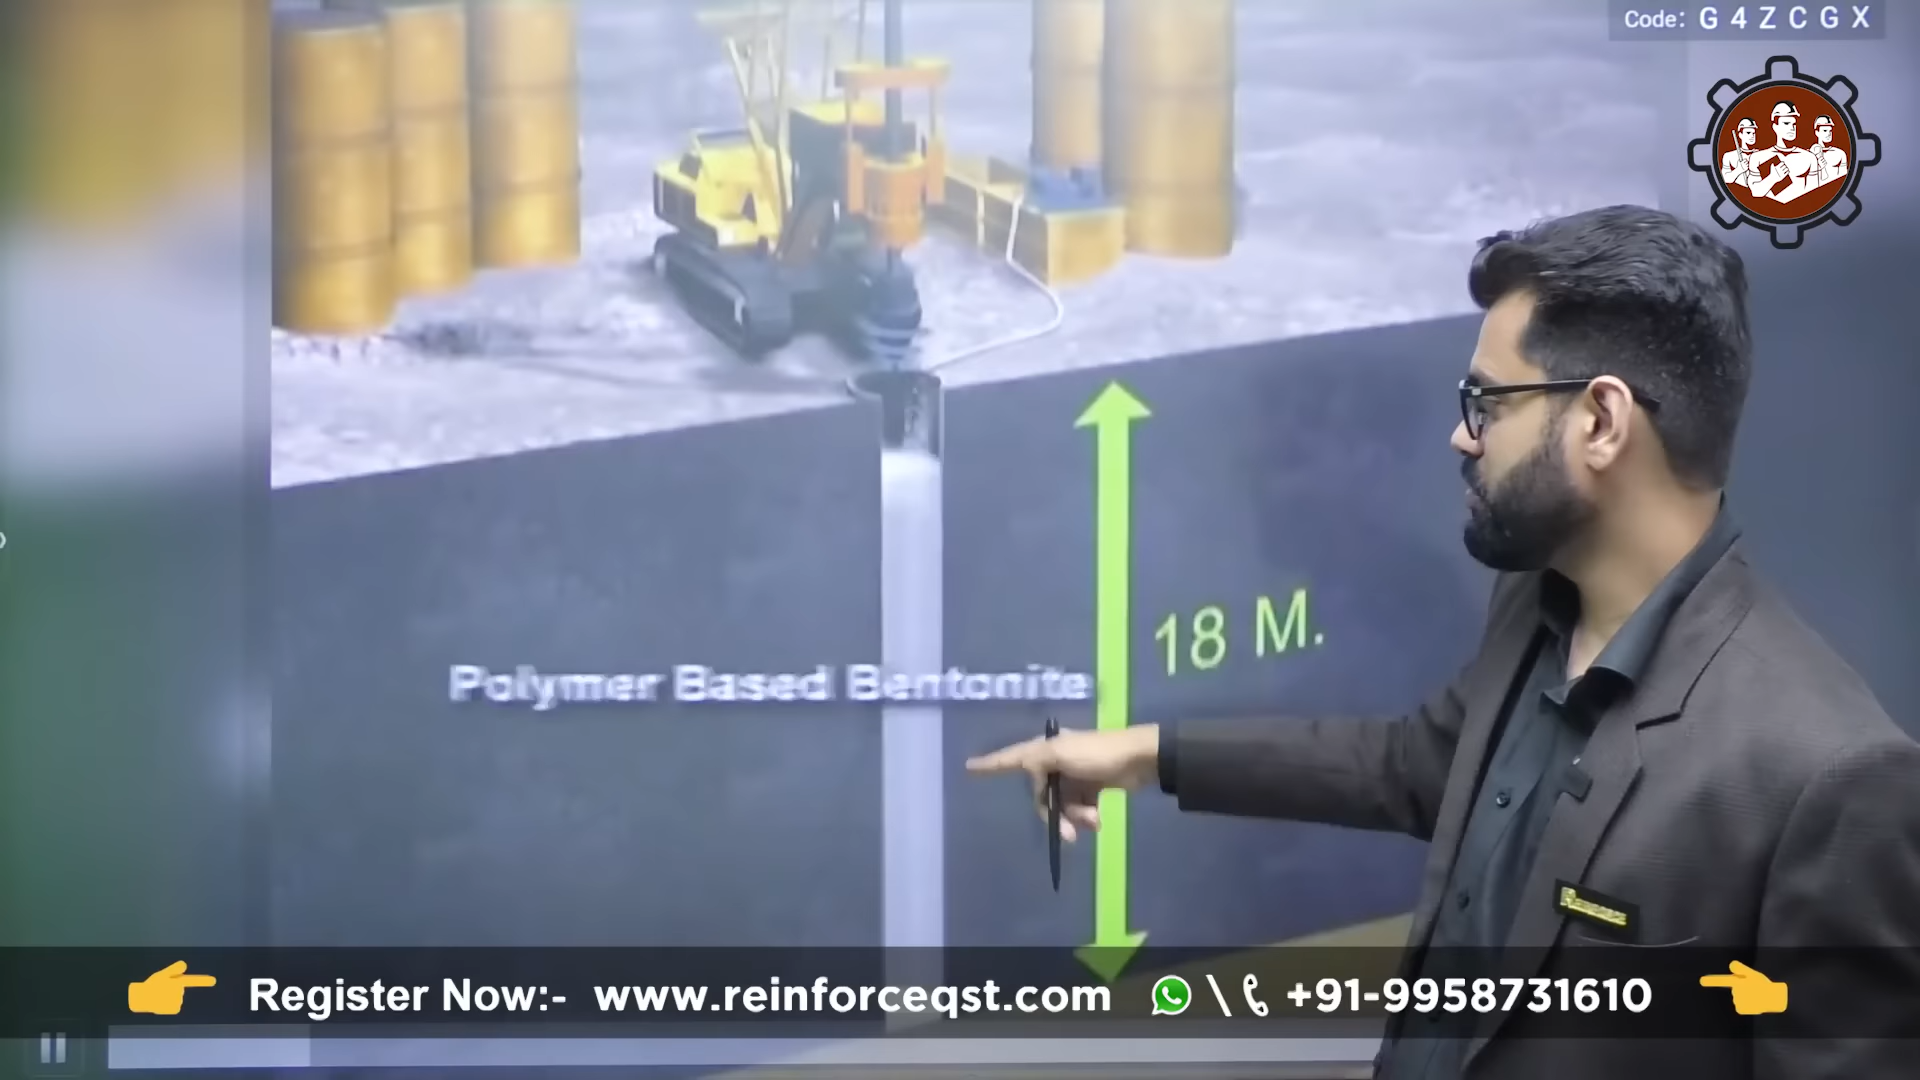 Code: G 4 Z C G X
18 M.
Polymer Based Bentonite
Register Now:- www.reinforceqst.com \ +91-9958731610